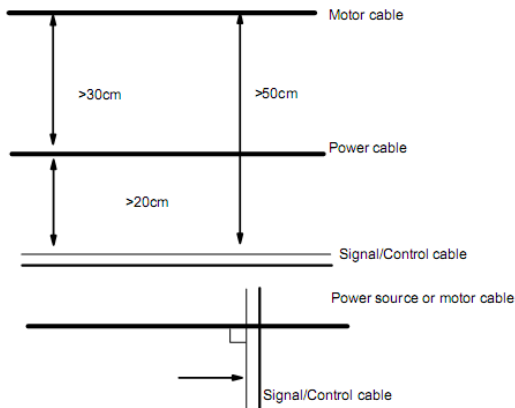 Motor cable
>30cm
>50cm
Power cable
>20cm
Signal/Control cable
Power source or motor cable
Signal/Control cable